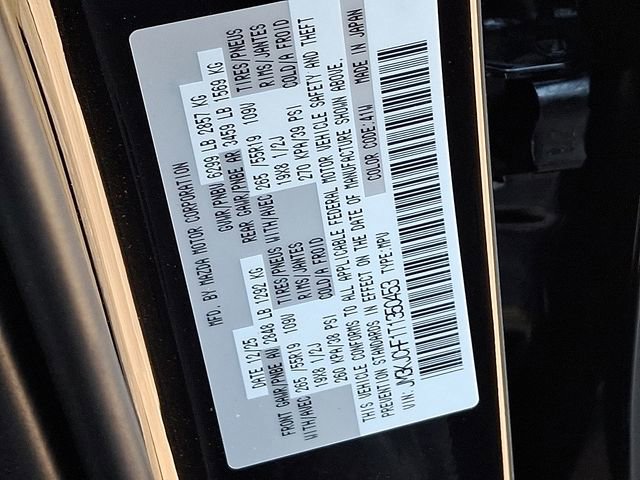 MFD. BY MAZDA MOTOR CORPORATION
DATE 12/25 GVWR/PNBV 6299 LB 2857 KG
FRONT GAWR/PNBE AV 2848 LB 1292 KG REAR GAWR/PNBE AR 3459 LB 1569 KG
WITH/AVEC 265/55R19 109V TIRES/PNEUS WITH/AVEC 265/55R19 109V TIRES/PNEUS
19X8 1/2J RIMS/JANTES 19X8 1/2J RIMS/JANTES
260 KPA/38 PSI COLD/A FROID 270 KPA/39 PSI COLD/A FROID
THIS VEHICLE CONFORMS TO ALL APPLICABLE FEDERAL MOTOR VEHICLE SAFETY AND THEFT
PREVENTION STANDARDS IN EFFECT ON THE DATE OF MANUFACTURE SHOWN ABOVE.
VIN: TYPE: MPV COLOR CODE: 41W MADE IN JAPAN